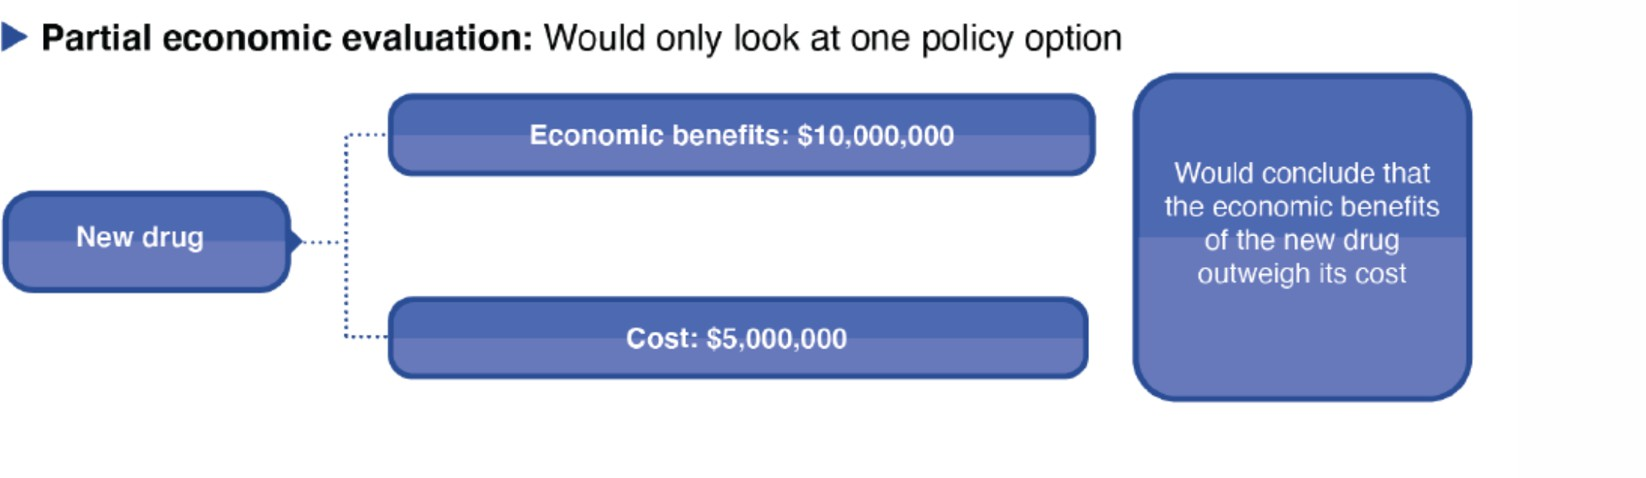 Partial economic evaluation: Would only look at one policy option
Economic benefits: $10,000,000
New drug
Cost: $5,000,000
Would conclude that
the economic benefits
of the new drug
outweigh its cost